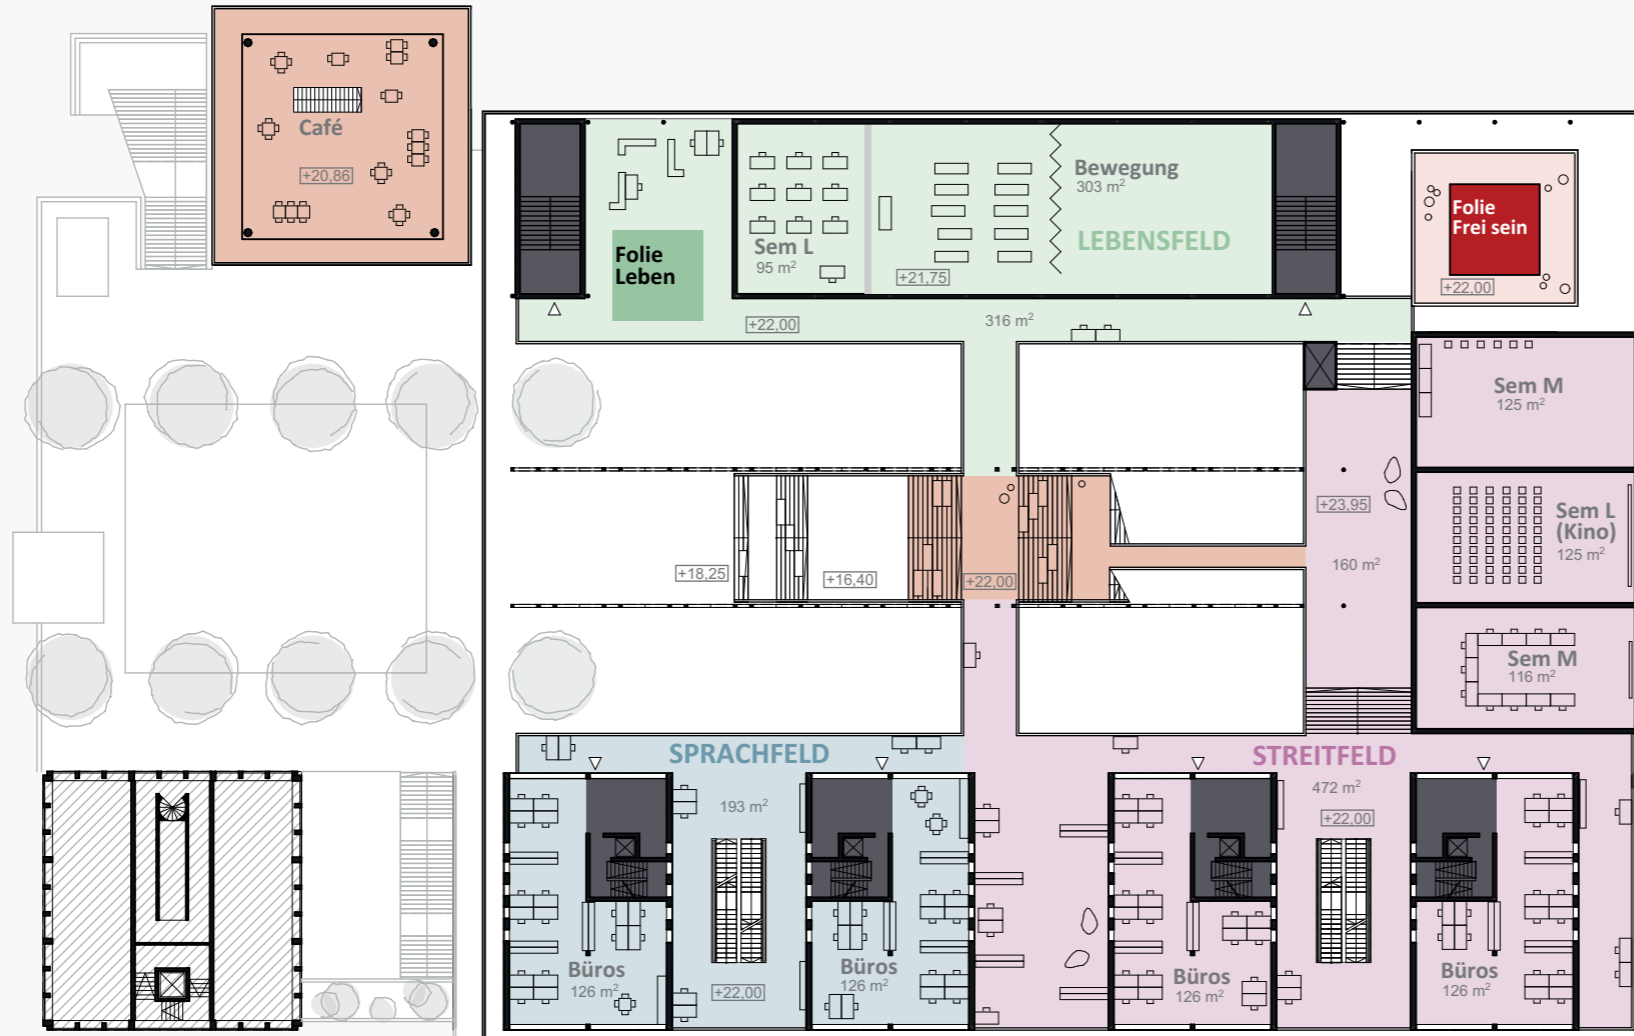 Café
+20,86
Folie
Leben
Sem L
95 m²
Bewegung
303 m²
LEBENSFELD
+21,75
Folie
Frei sein
+22,00
+22,00
316 m²
Sem M
125 m²
+23,95
Sem L
(Kino)
125 m²
160 m²
+18,25
+16,40
+22,00
Sem M
116 m²
SPRACHFELD
STREITFELD
193 m²
472 m²
+22,00
Büros
126 m²
+22,00
Büros
126 m²
Büros
126 m²
Büros
126 m²